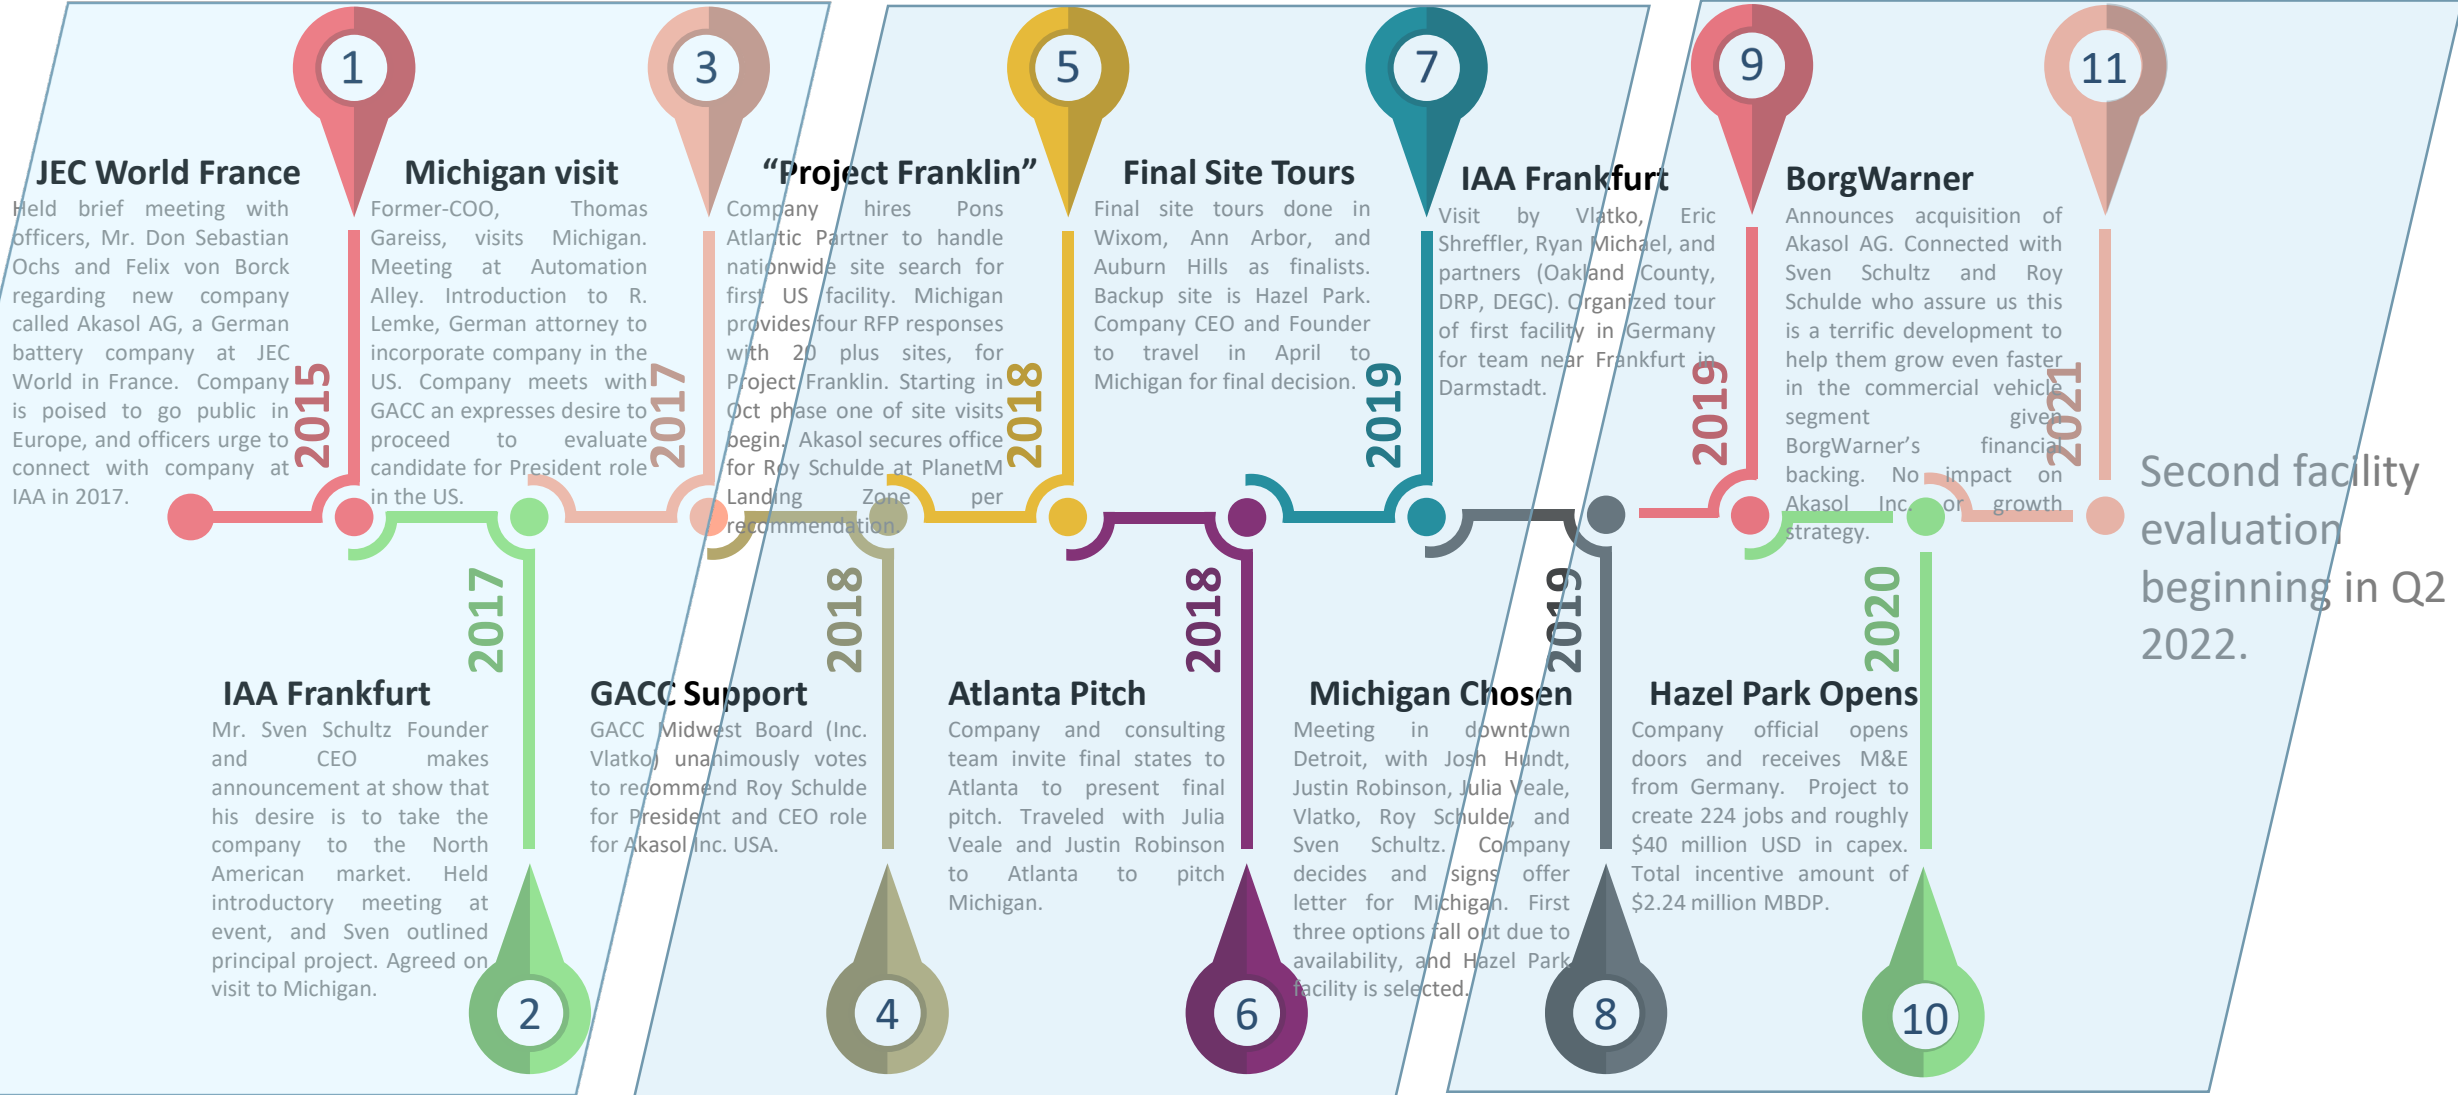 1
JEC World France
Held brief meeting with
officers, Mr. Don Sebastian
Ochs and Felix von Borck
regarding new company
called Akasol AG, a German
battery company at JEC
World in France. Company
is poised to go public in
Europe, and officers urge to
connect with company at
IAA in 2017.
2015
IAA Frankfurt
Mr. Sven Schultz Founder
and CEO makes
announcement at show that
his desire is to take the
company to the North
American market. Held
introductory meeting at
event, and Sven outlined
principal project. Agreed on
visit to Michigan.
2017
2
3
Michigan visit
Former-COO, Thomas
Gareiss, visits Michigan.
Meeting at Automation
Alley. Introduction to R.
Lemke, German attorney to
incorporate company in the
US. Company meets with
GACC an expresses desire to
proceed to evaluate
candidate for President role
in the US.
2017
GACC Support
GACC Midwest Board (Inc.
Vlatko) unanimously votes
to recommend Roy Schulde
for President and CEO role
for Akasol Inc. USA.
2018
4
5
“Project Franklin”
Company hires Pons
Atlantic Partner to handle
nationwide site search for
first US facility. Michigan
provides four RFP responses
with 20 plus sites, for
Project Franklin. Starting in
Oct phase one of site visits
begin. Akasol secures office
for Roy Schulde at PlanetM
Landing Zone per
recommendation.
2018
Atlanta Pitch
Company and consulting
team invite final states to
Atlanta to present final
pitch. Traveled with Julia
Veale and Justin Robinson
to Atlanta to pitch
Michigan.
2018
6
7
Final Site Tours
Final site tours done in
Wixom, Ann Arbor, and
Auburn Hills as finalists.
Backup site is Hazel Park.
Company CEO and Founder
to travel in April to
Michigan for final decision.
2019
Michigan Chosen
Meeting in downtown
Detroit, with Josh Hundt,
Justin Robinson, Julia Veale,
Vlatko, Roy Schulde, and
Sven Schultz. Company
decides and signs offer
letter for Michigan. First
three options fall out due to
availability, and Hazel Park
facility is selected.
2019
8
9
IAA Frankfurt
Visit by Vlatko, Eric
Shreffler, Ryan Michael, and
partners (Oakland County,
DRP, DEGC). Organized tour
of first facility in Germany
for team near Frankfurt in
Darmstadt.
2019
Hazel Park Opens
Company official opens
doors and receives M&E
from Germany. Project to
create 224 jobs and roughly
$40 million USD in capex.
Total incentive amount of
$2.24 million MBDP.
2020
10
11
BorgWarner
Announces acquisition of
Akasol AG. Connected with
Sven Schultz and Roy
Schulde who assure us this
is a terrific development to
help them grow even faster
in the commercial vehicle
segment given
BorgWarner’s financial
backing. No impact on
Akasol Inc. or growth
strategy.
2021
Second facility
evaluation
beginning in Q2
2022.